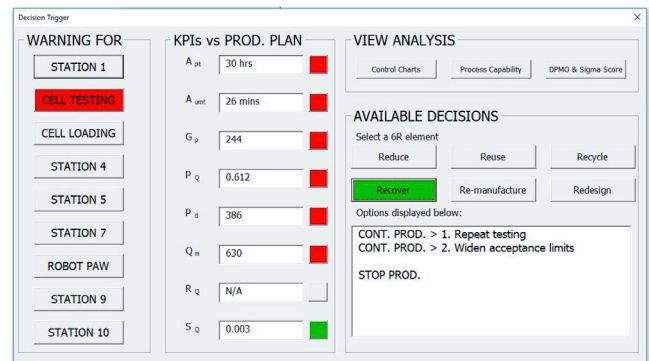 Decision Trigger
WARNING FOR
STATION 1
CELL TESTING
CELL LOADING
STATION 4
STATION 5
STATION 7
ROBOT PAW
STATION 9
STATION 10
KPIs vs PROD. PLAN
A pt 30 hrs
A umt 26 mins
G p 244
P Q 0.612
P d 386
Q m 630
R Q N/A
S Q 0.003
VIEW ANALYSIS
Control Charts Process Capability DPMO & Sigma Score
AVAILABLE DECISIONS
Select a 6R element
Reduce Reuse Recycle
Recover Re-manufacture Redesign
Options displayed below:
CONT. PROD. > 1. Repeat testing
CONT. PROD. > 2. Widen acceptance limits
STOP PROD.